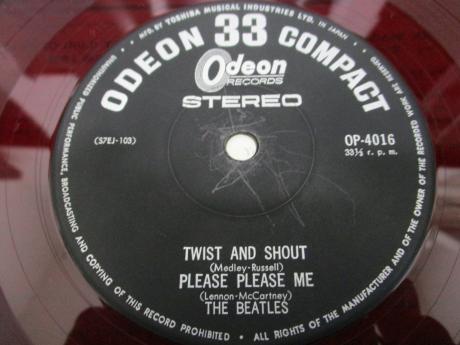 MFD. BY TOSHIBA MUSICAL INDUSTRIES LTD. IN JAPAN
ODEON 33 COMPACT
Odeon
RECORDS
STEREO
(S7EJ-103)
OP-4016
33⅓ r. p. m.
TWIST AND SHOUT
(Medley-Russell)
PLEASE PLEASE ME
(Lennon-McCartney)
THE BEATLES
UNAUTHORIZED PUBLIC PERFORMANCE, BROADCASTING AND COPYING OF THIS RECORD PROHIBITED • ALL RIGHTS OF THE MANUFACTURER AND OF THE OWNER OF THE RECORDED WORK ARE RESERVED